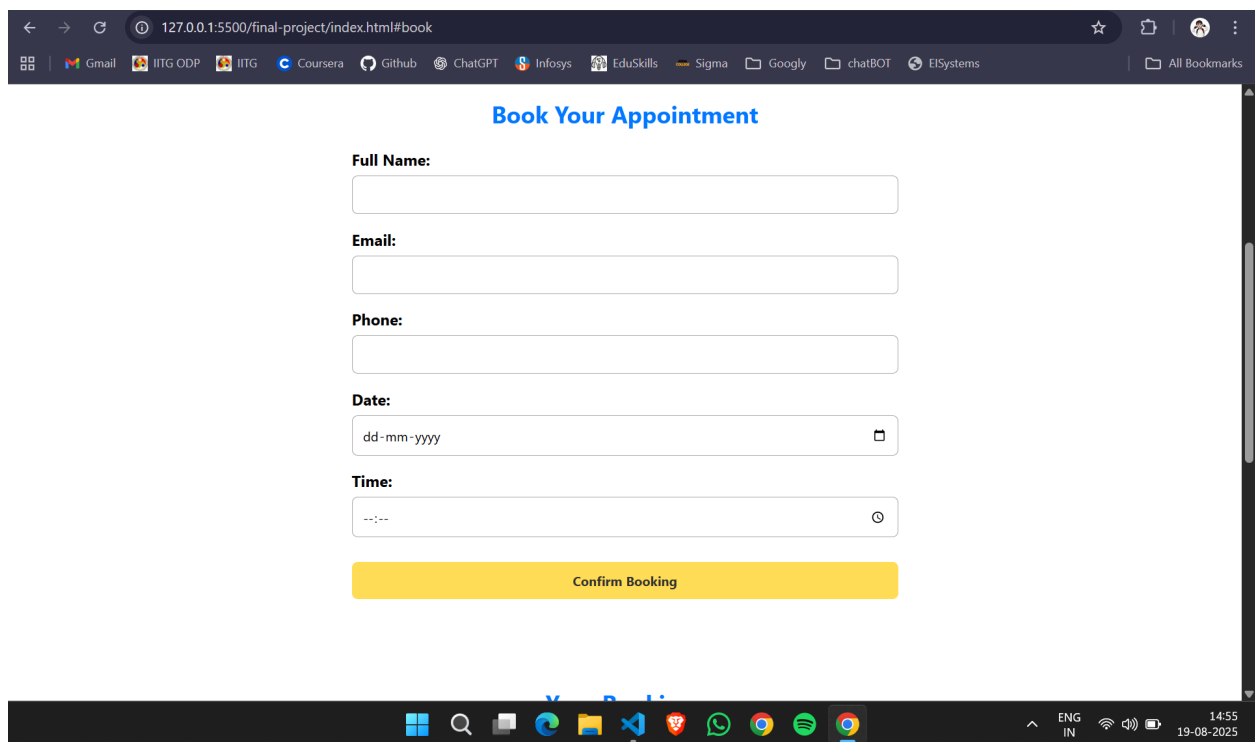 127.0.0.1:5500/final-project/index.html#book
Gmail IITG ODP IITG Coursera Github ChatGPT Infosys EduSkills Sigma Googly chatBOT EISystems All Bookmarks
Book Your Appointment
Full Name:
Email:
Phone:
Date:
dd-mm-yyyy
Time:
--:--
Confirm Booking
ENG 14:55
IN 19-08-2025